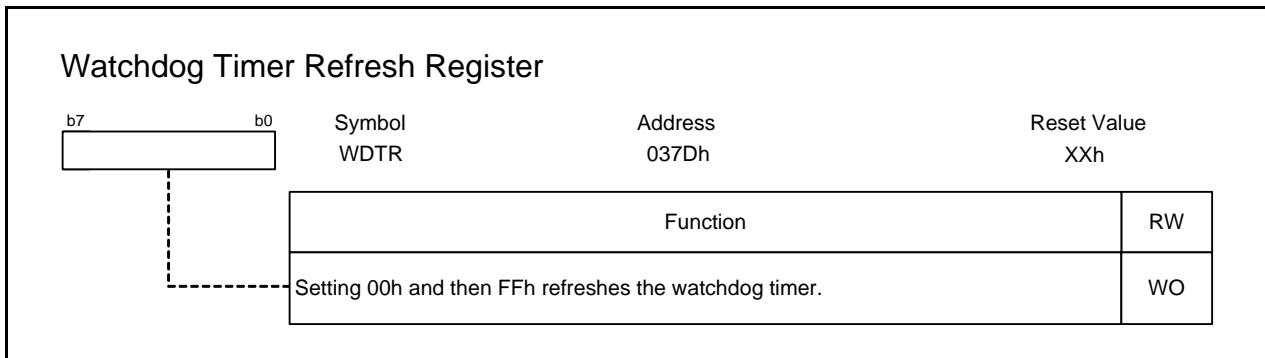 Watchdog Timer Refresh Register
b7 b0 Symbol Address Reset Value
WDTR 037Dh XXh
Function RW
Setting 00h and then FFh refreshes the watchdog timer. WO